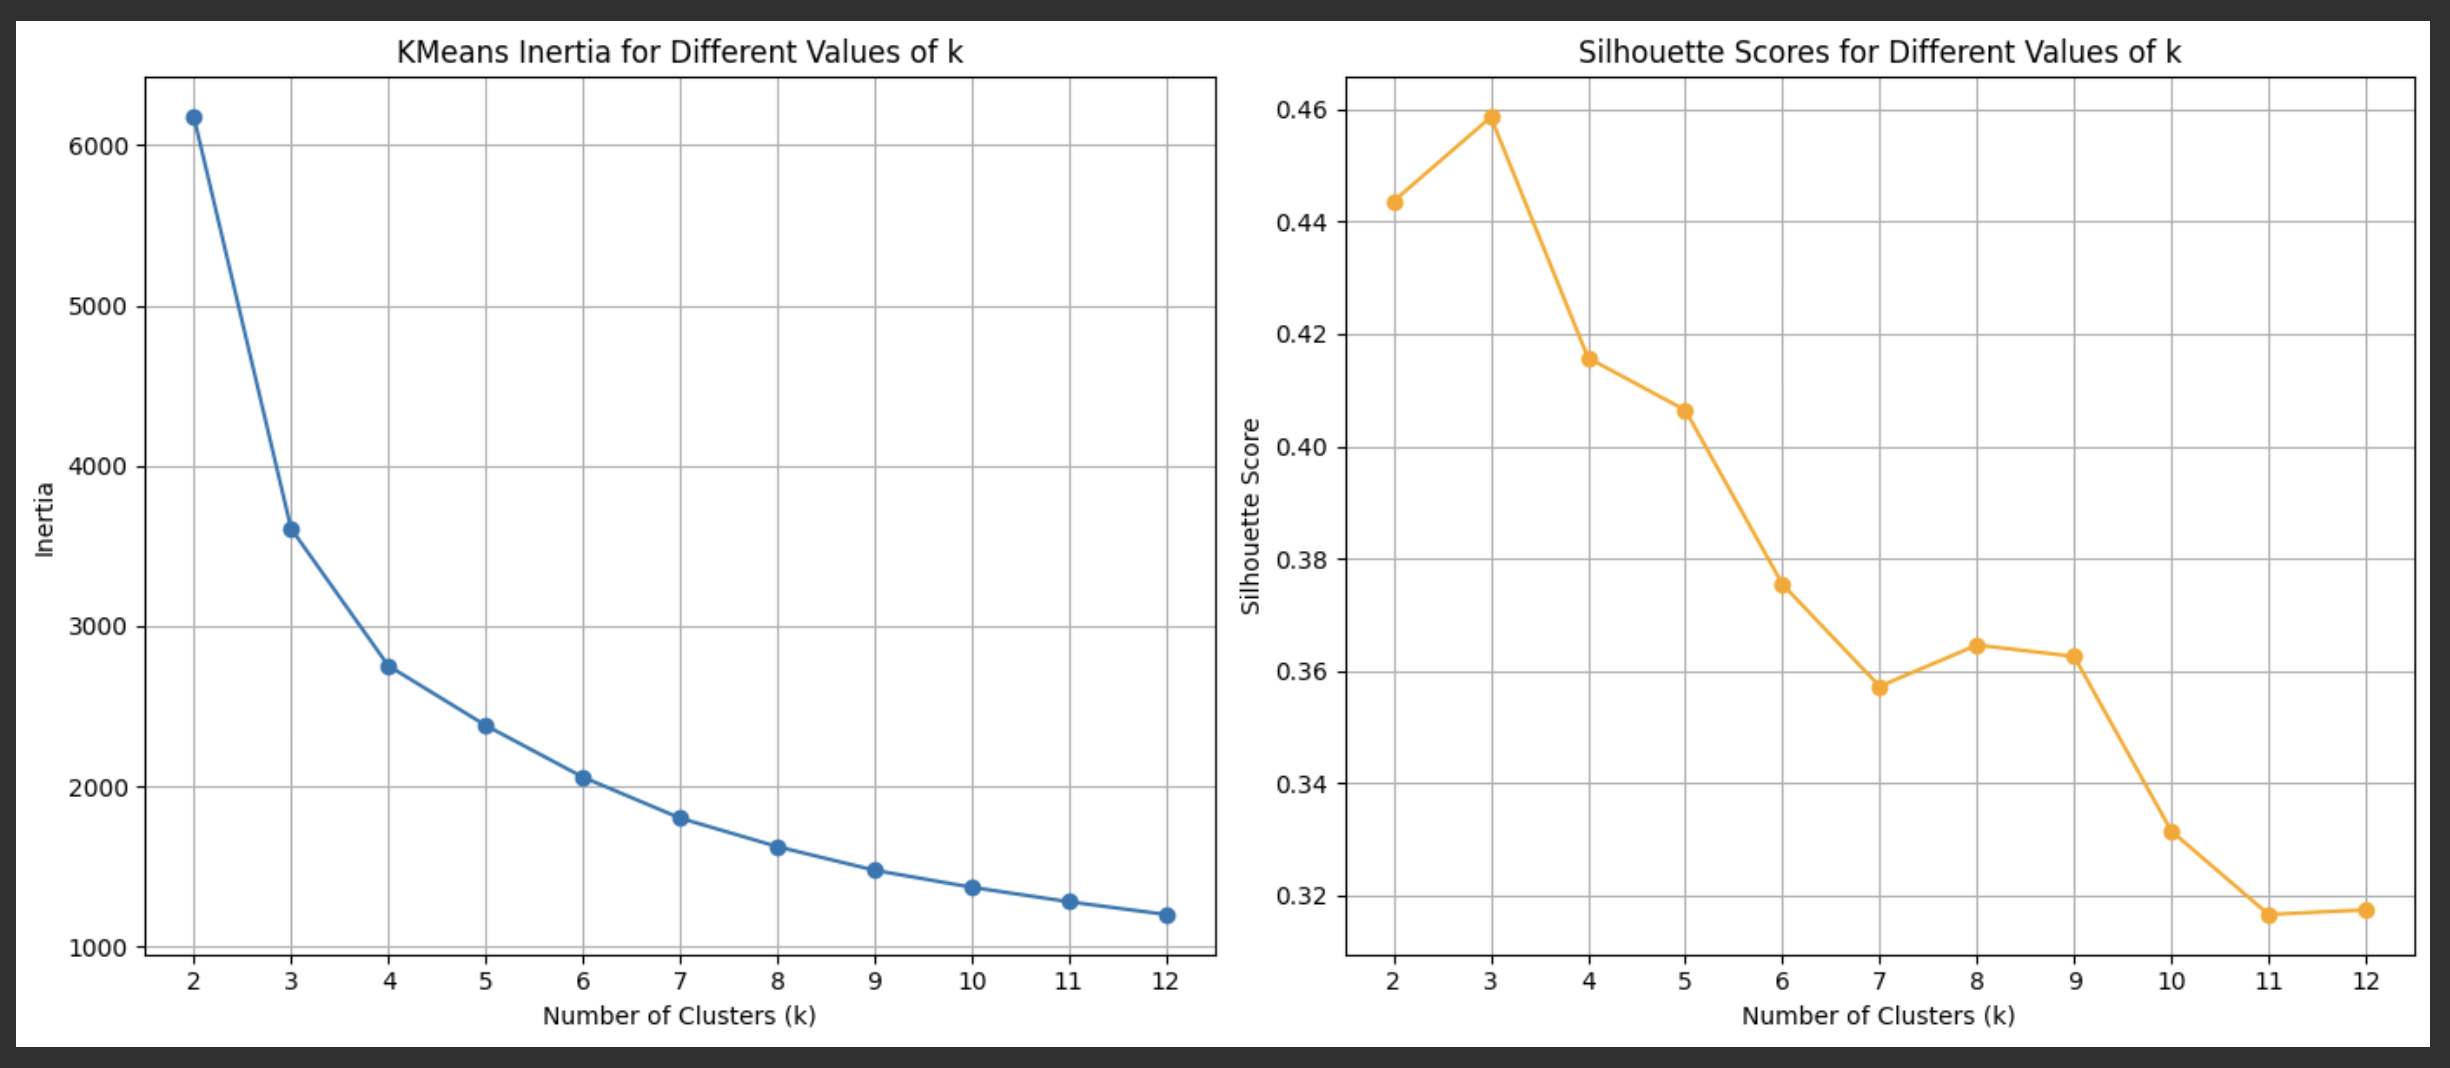 KMeans Inertia for Different Values of k
6000
5000
4000
3000
2000
1000
Inertia
2 3 4 5 6 7 8 9 10 11 12
Number of Clusters (k)
Silhouette Scores for Different Values of k
0.46
0.44
0.42
0.40
0.38
0.36
0.34
0.32
Silhouette Score
2 3 4 5 6 7 8 9 10 11 12
Number of Clusters (k)